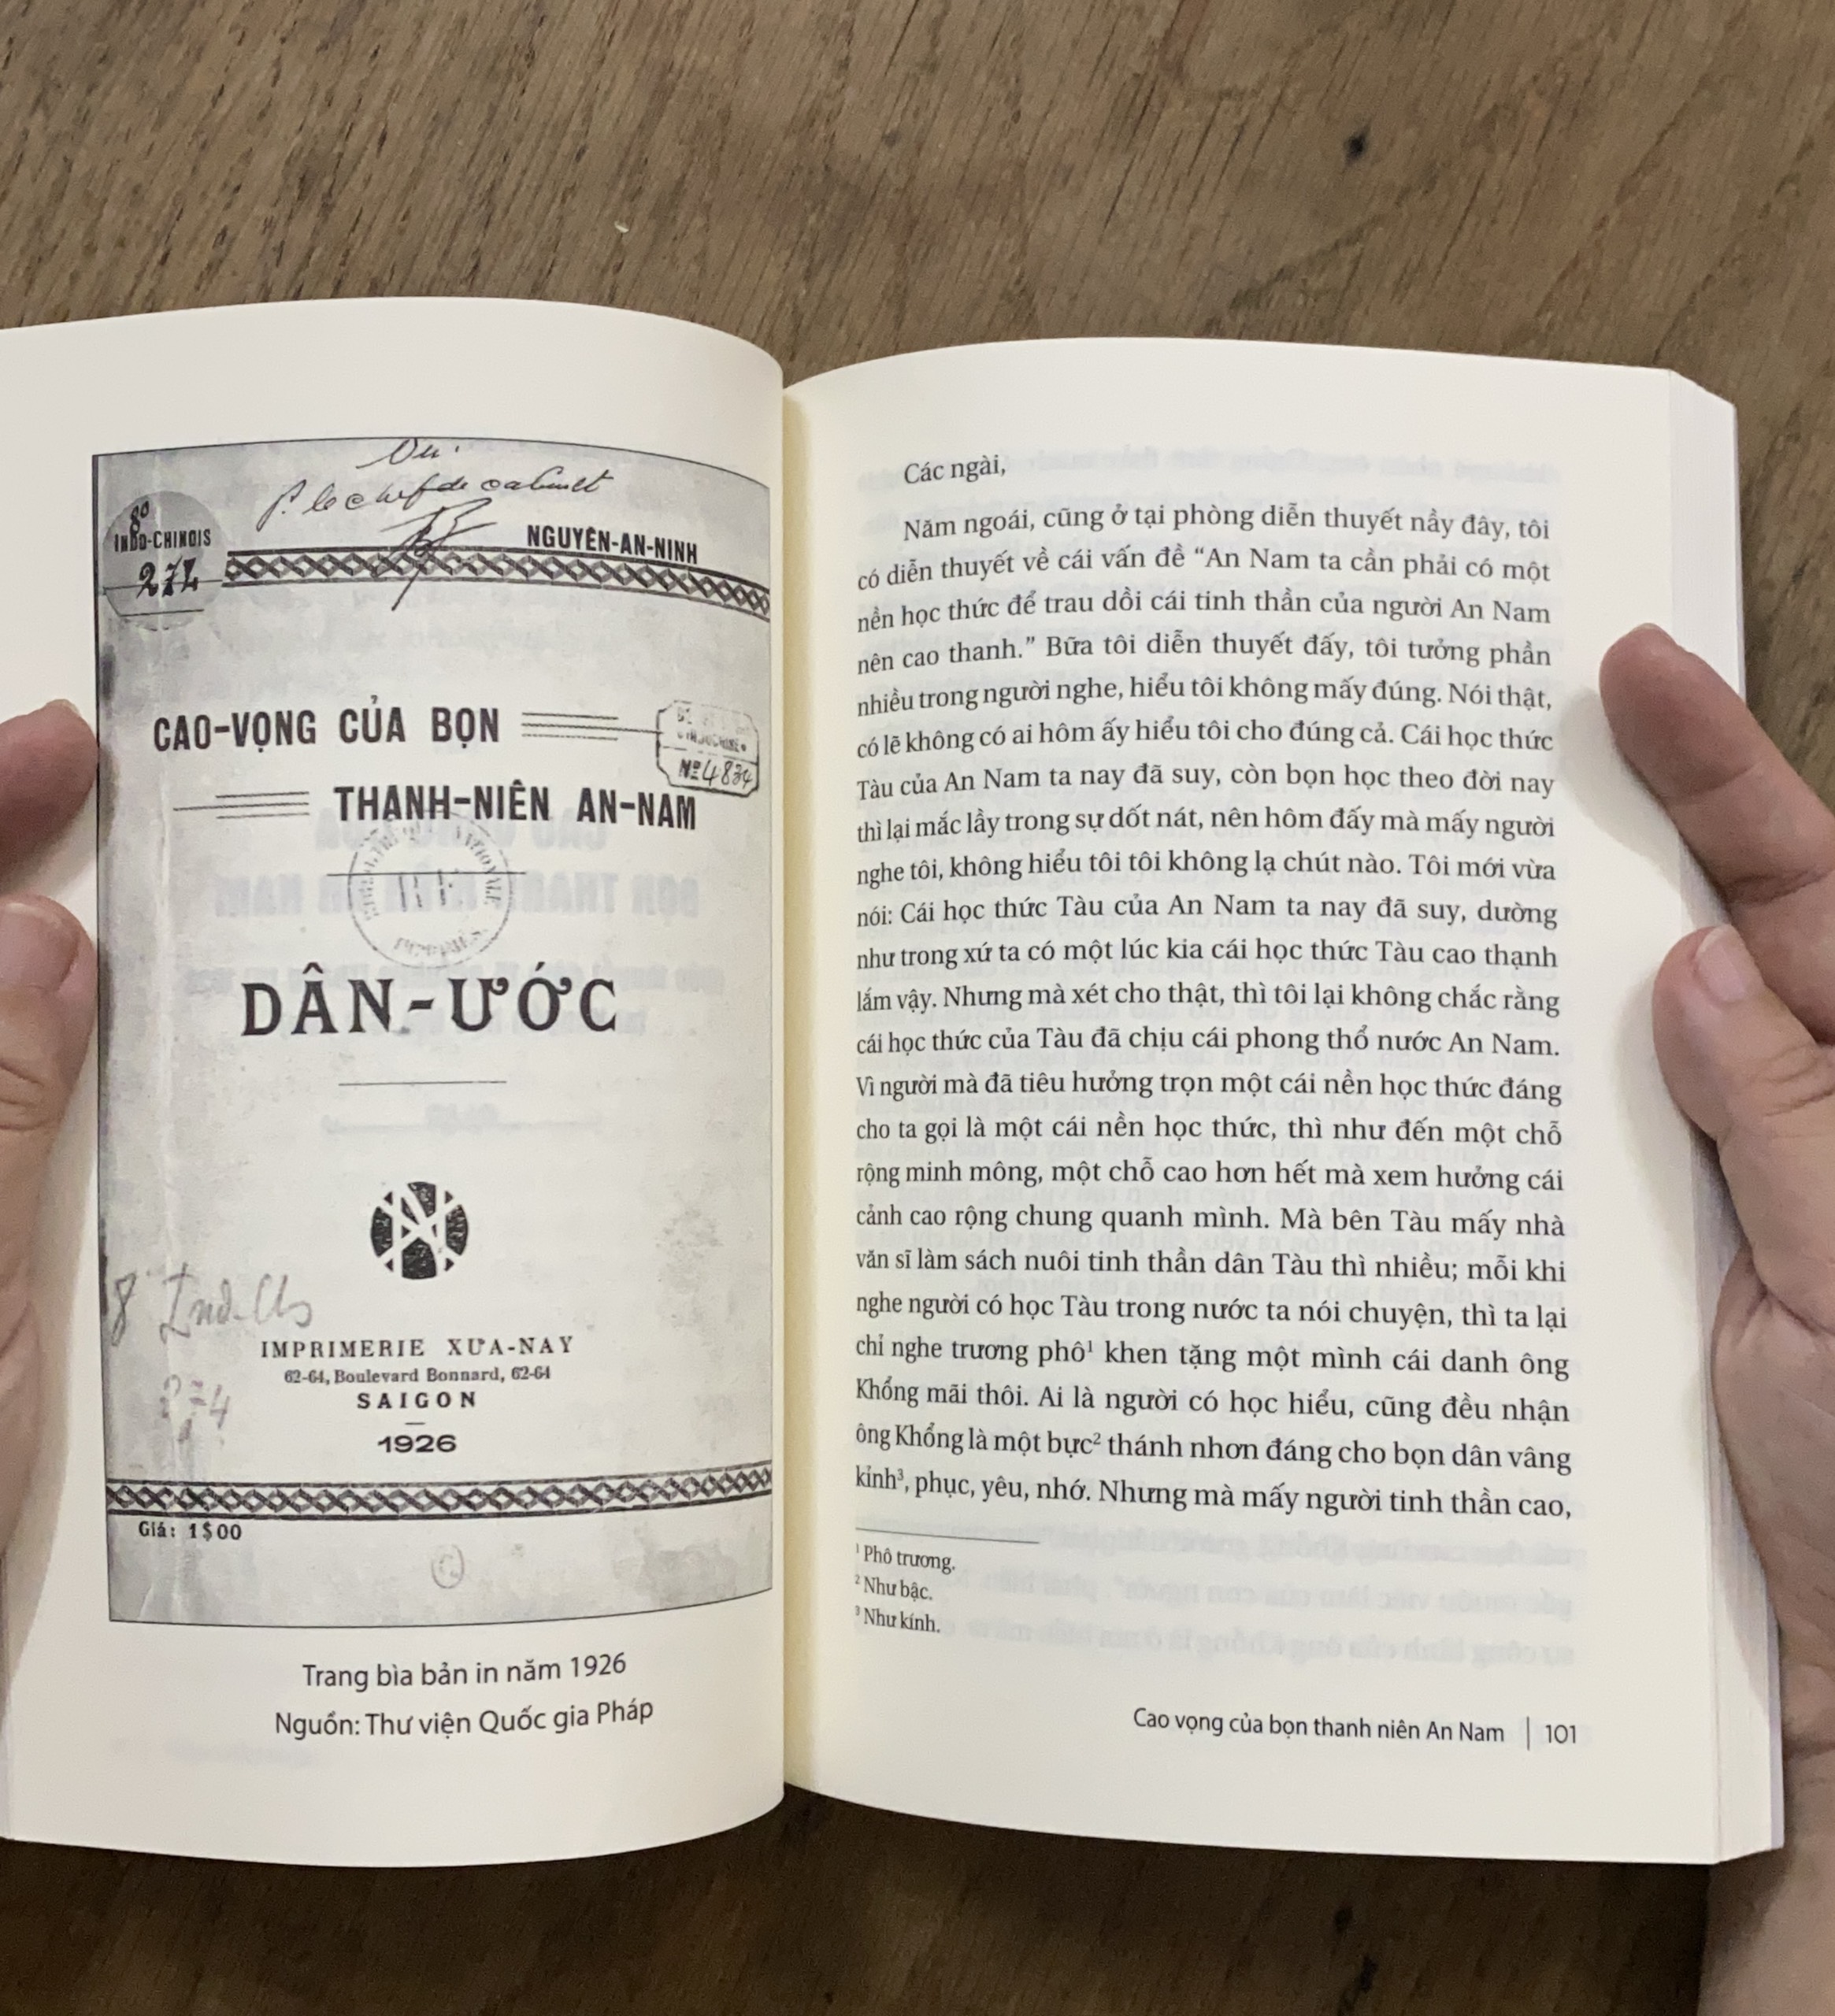 Oui.
P. le chef de cabinet
80
INDO-CHINOIS
274
NGUYỄN-AN-NINH
CAO-VỌNG CỦA BỌN
THANH-NIÊN AN-NAM
INDOCHINE
Nº 4834
DÂN-ƯỚC
8º Ind. Ch
274
IMPRIMERIE XƯA-NAY
62-64, Boulevard Bonnard, 62-64
SAIGON
1926
Giá: 1$00
Trang bìa bản in năm 1926
Nguồn: Thư viện Quốc gia Pháp
Các ngài,
Năm ngoái, cũng ở tại phòng diễn thuyết nầy đây, tôi
có diễn thuyết về cái vấn đề “An Nam ta cần phải có một
nền học thức để trau dồi cái tinh thần của người An Nam
nên cao thanh.” Bữa tôi diễn thuyết đấy, tôi tưởng phần
nhiều trong người nghe, hiểu tôi không mấy đúng. Nói thật,
có lẽ không có ai hôm ấy hiểu tôi cho đúng cả. Cái học thức
Tàu của An Nam ta nay đã suy, còn bọn học theo đời nay
thì lại mắc lầy trong sự dốt nát, nên hôm đấy mà mấy người
nghe tôi, không hiểu tôi tôi không lạ chút nào. Tôi mới vừa
nói: Cái học thức Tàu của An Nam ta nay đã suy, dường
như trong xứ ta có một lúc kia cái học thức Tàu cao thạnh
lắm vậy. Nhưng mà xét cho thật, thì tôi lại không chắc rằng
cái học thức của Tàu đã chịu cái phong thổ nước An Nam.
Vì người mà đã tiêu hưởng trọn một cái nền học thức đáng
cho ta gọi là một cái nền học thức, thì như đến một chỗ
rộng minh mông, một chỗ cao hơn hết mà xem hưởng cái
cảnh cao rộng chung quanh mình. Mà bên Tàu mấy nhà
văn sĩ làm sách nuôi tinh thần dân Tàu thì nhiều; mỗi khi
nghe người có học Tàu trong nước ta nói chuyện, thì ta lại
chỉ nghe trương phô¹ khen tặng một mình cái danh ông
Khổng mãi thôi. Ai là người có học hiểu, cũng đều nhận
ông Khổng là một bực² thánh nhơn đáng cho bọn dân vâng
kỉnh³, phục, yêu, nhớ. Nhưng mà mấy người tinh thần cao,
¹ Phô trương.
² Như bậc.
³ Như kính.
Cao vọng của bọn thanh niên An Nam | 101